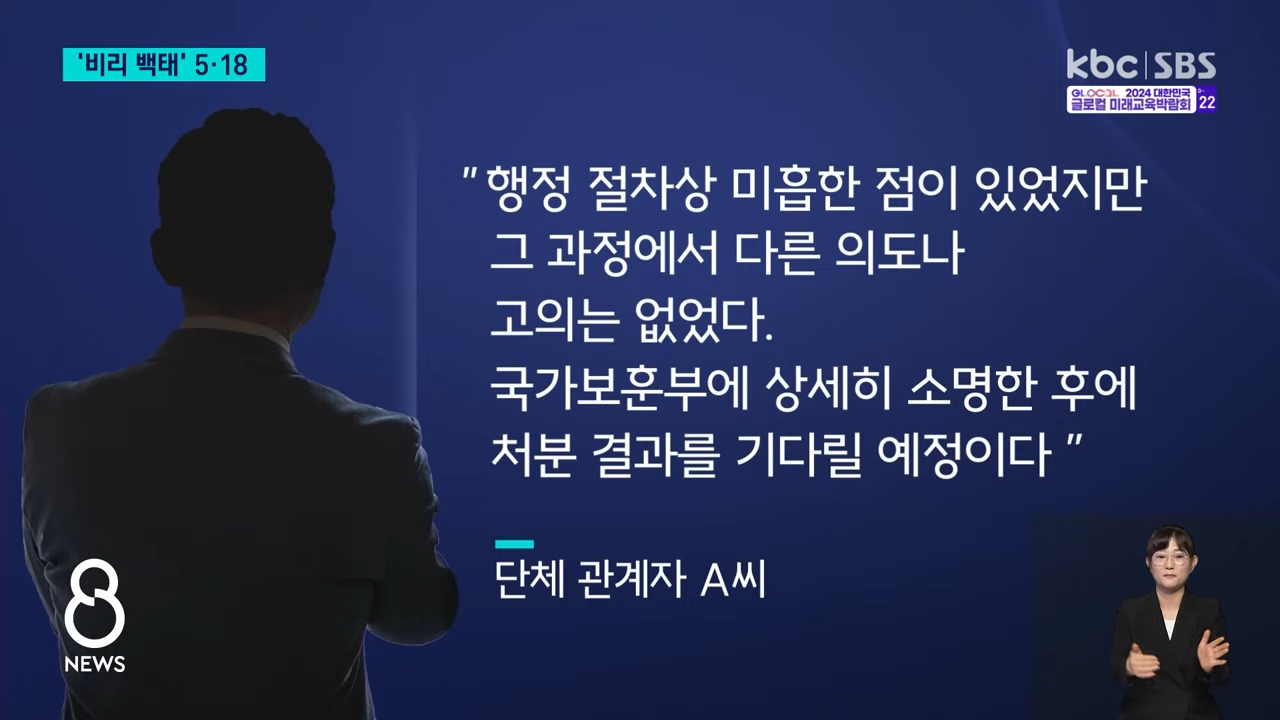 '비리 백태' 5·18
kbc SBS
GLOCAL 2024 대한민국
글로컬 미래교육박람회
D-
22
"행정 절차상 미흡한 점이 있었지만
그 과정에서 다른 의도나
고의는 없었다.
국가보훈부에 상세히 소명한 후에
처분 결과를 기다릴 예정이다"
단체 관계자 A씨
8
NEWS